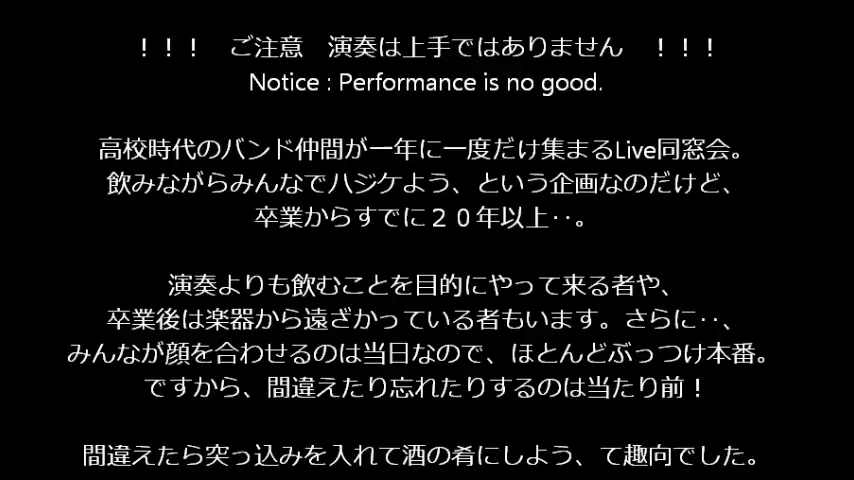 ！！！　ご注意　演奏は上手ではありません　！！！
Notice : Performance is no good.
高校時代のバンド仲間が一年に一度だけ集まるLive同窓会。
飲みながらみんなでハジケよう、という企画なのだけど、
卒業からすでに２０年以上‥。
演奏よりも飲むことを目的にやって来る者や、
卒業後は楽器から遠ざかっている者もいます。さらに‥、
みんなが顔を合わせるのは当日なので、ほとんどぶっつけ本番。
ですから、間違えたり忘れたりするのは当たり前！
間違えたら突っ込みを入れて酒の肴にしよう、て趣向でした。